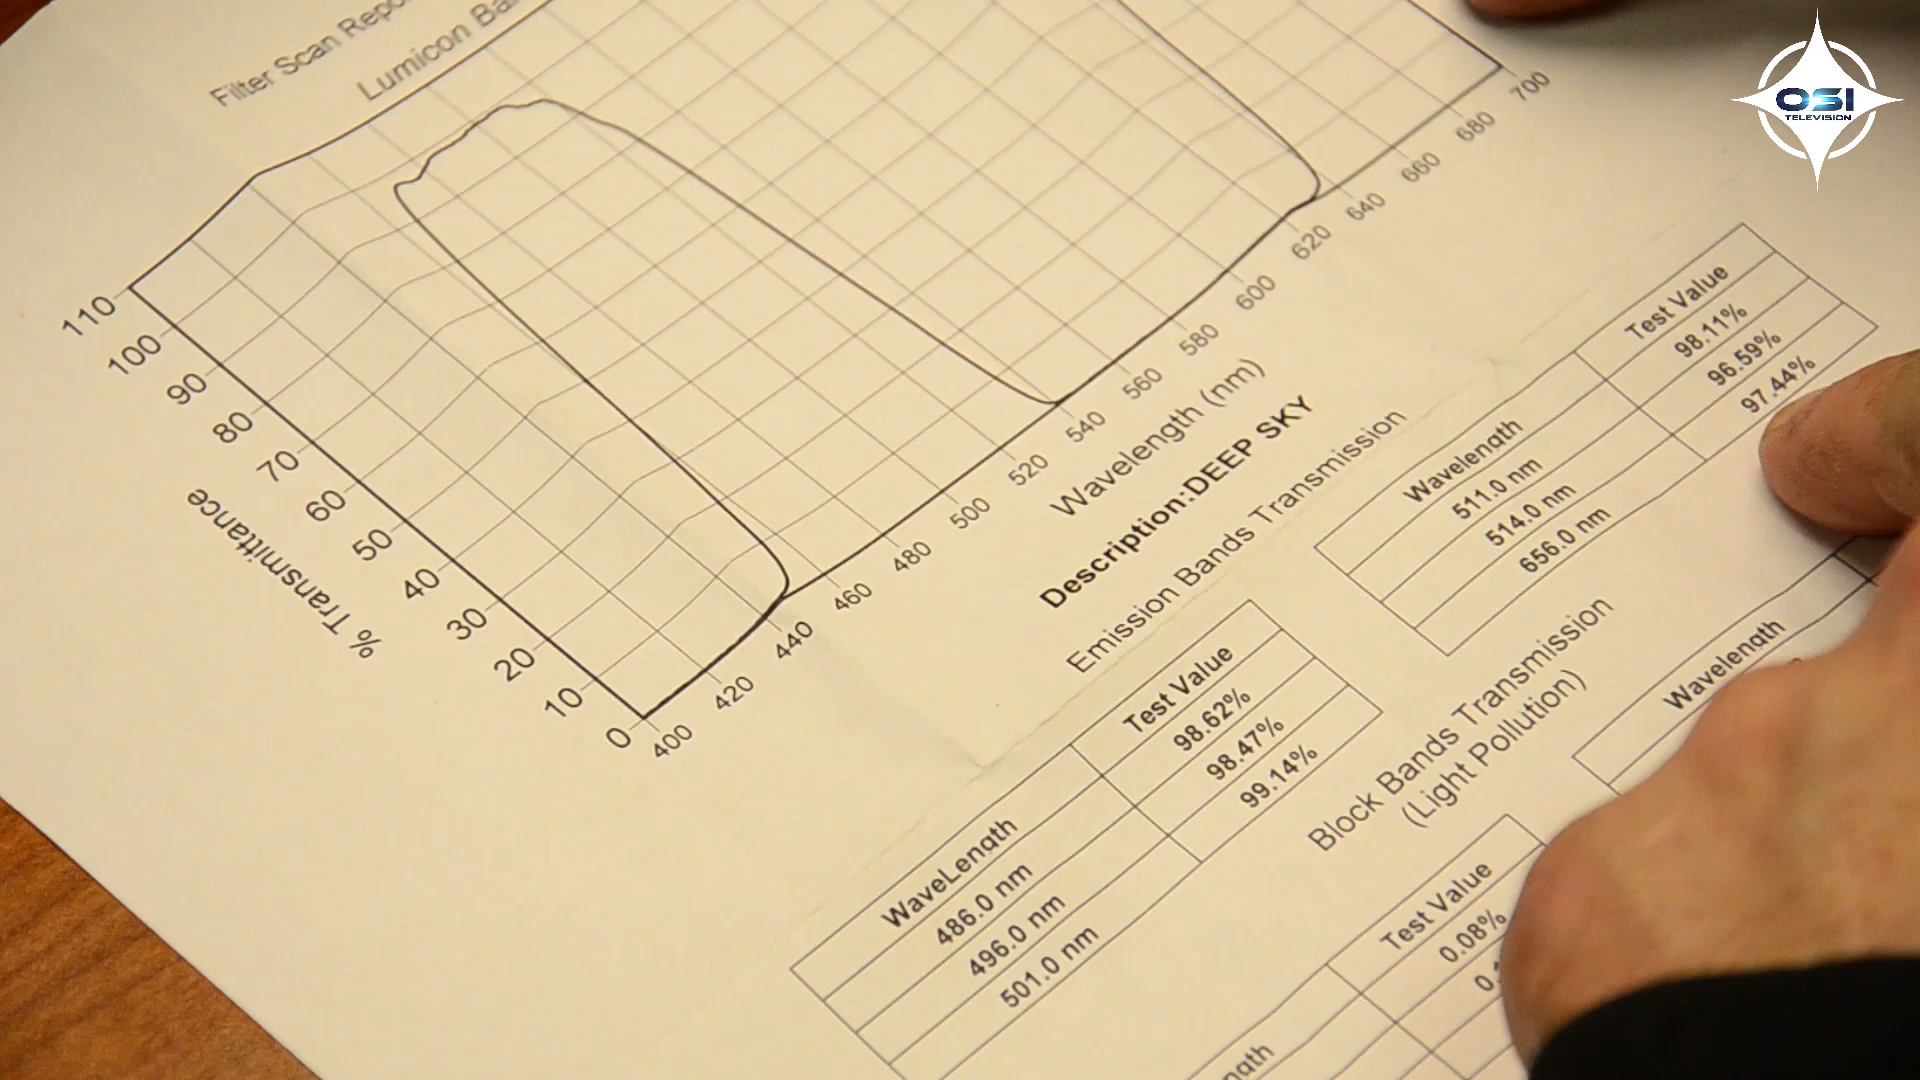 Filter Scan
Lumicon
110
100
90
80
70
60
50
40
30
20
10
0
% Transmittance
400
420
440
460
480
500
520
540
560
580
600
620
640
660
680
700
Wavelength (nm)
Description:DEEP SKY
Emission Bands Transmission
WaveLength Test Value
486.0 nm 98.62%
496.0 nm 98.47%
501.0 nm 99.14%
Wavelength Test Value
511.0 nm 98.11%
514.0 nm 96.59%
656.0 nm 97.44%
Block Bands Transmission
(Light Pollution)
Test Value
0.08%
Wavelength
OSI
TELEVISION